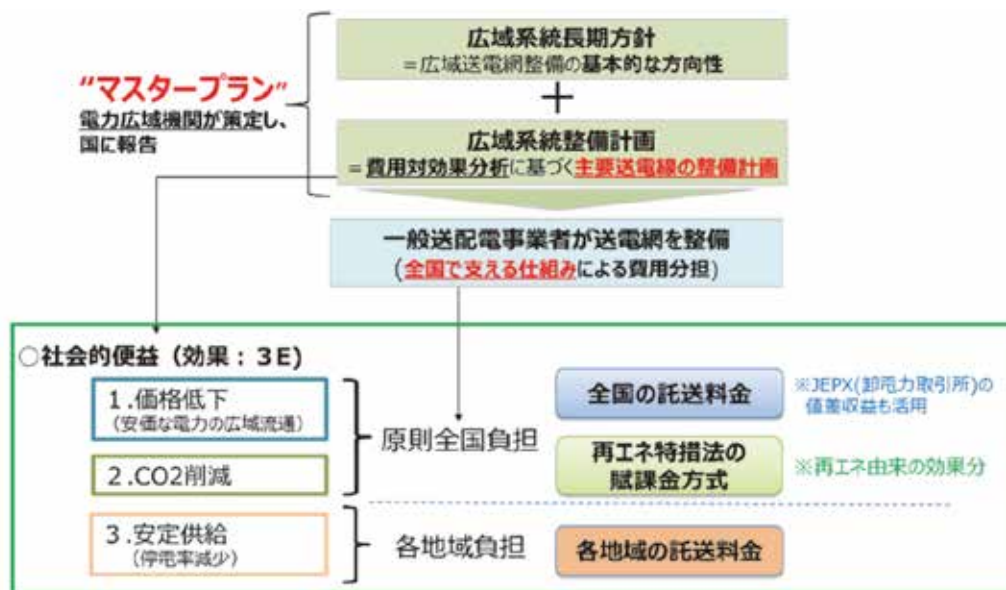 広域系統長期方針
=広域送電網整備の基本的な方向性
“マスタープラン”
電力広域機関が策定し、
国に報告
+
広域系統整備計画
=費用対効果分析に基づく主要送電線の整備計画
一般送配電事業者が送電網を整備
(全国で支える仕組みによる費用分担)
○社会的便益(効果:3E)
1.価格低下
(安価な電力の広域流通)
2.CO2削減
原則全国負担
全国の託送料金
※JEPX(卸電力取引所)の
値差収益も活用
再エネ特措法の
賦課金方式
※再エネ由来の効果分
3.安定供給
(停電率減少)
各地域負担
各地域の託送料金